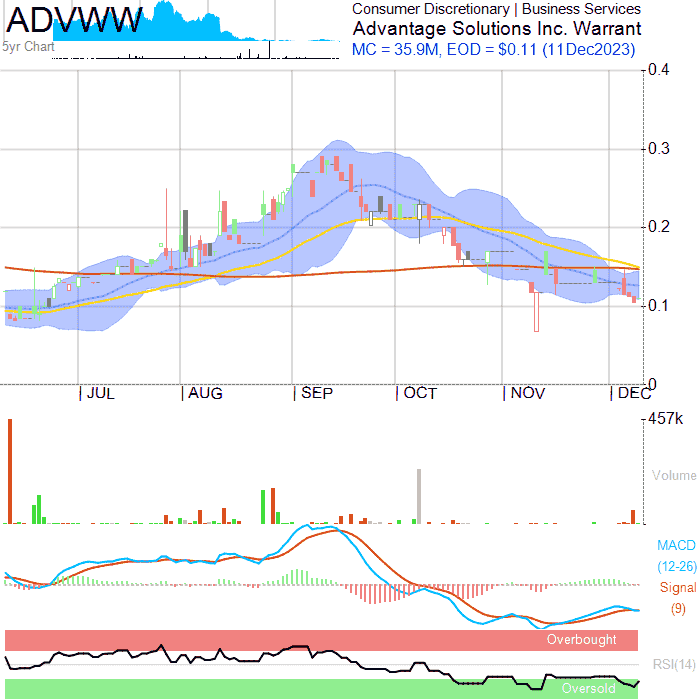 ADVWW
5yr Chart
Consumer Discretionary | Business Services
Advantage Solutions Inc. Warrant
MC = 35.9M, EOD = $0.11 (11Dec2023)
0.4
0.3
0.2
0.1
0
JUL AUG SEP OCT NOV DEC
457k
Volume
MACD
(12-26)
Signal
(9)
Overbought
RSI(14)
Oversold